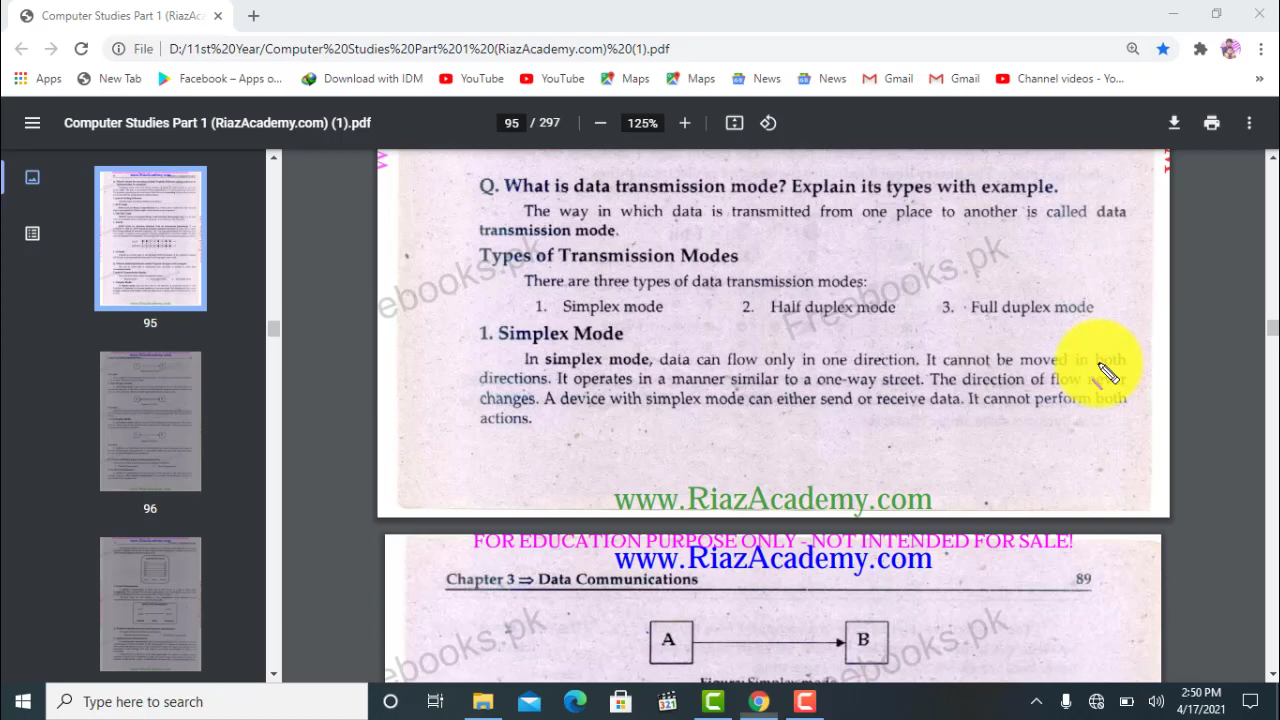 Computer Studies Part 1 (RiazAca
File
D:/11st%20Year/Computer%20Studies%20Part%201%20(RiazAcademy.com)%20(1).pdf
Apps
New Tab
Facebook – Apps o...
Download with IDM
YouTube
YouTube
Maps
Maps
News
News
Gmail
Gmail
Channel videos - Yo...
»
Computer Studies Part 1 (RiazAcademy.com) (1).pdf
95 / 297
125%
Q. What is data transmission mode? Explain its types with example.
The way in which data is transmitted from one place to another is called data
transmission mode.
Types of Transmission Modes
There are three types of data transmission modes:
1. Simplex mode 2. Half duplex mode 3. Full duplex mode
1. Simplex Mode
In simplex mode, data can flow only in one direction. It cannot be moved in both
directions. It operates in a manner similar to a one-way street. The direction of flow never
changes. A device with simplex mode can either send or receive data. It cannot perform both
actions.
www.RiazAcademy.com
FOR EDUCATION PURPOSE ONLY - NOT INTENDED FOR SALE!
www.RiazAcademy.com
Chapter 3 ⇒ Data Communications 89
A B
Figure: Simplex mode
95
96
Type here to search
2:50 PM
4/17/2021